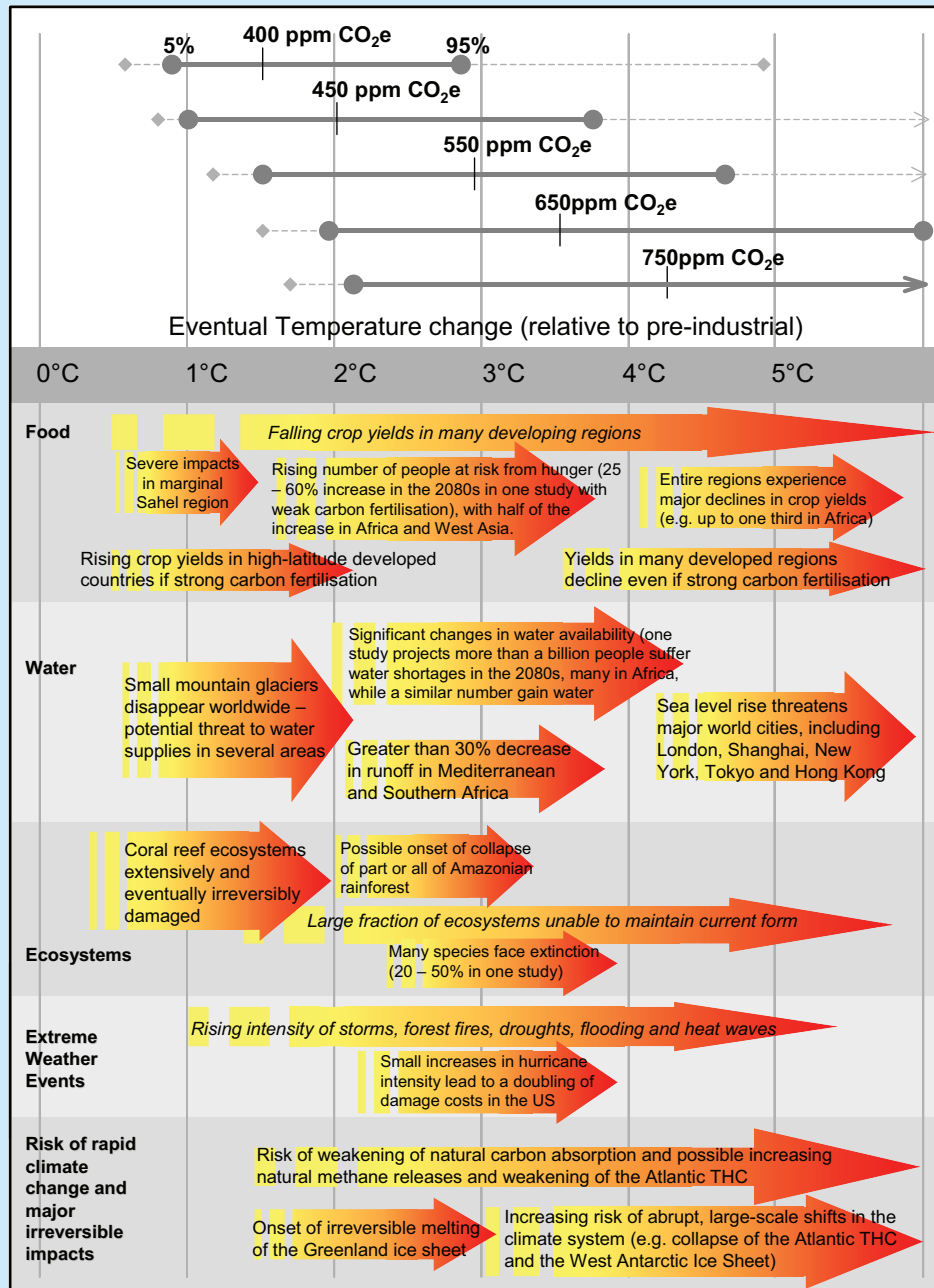 400 ppm CO₂e
5%
95%
450 ppm CO₂e
550 ppm CO₂e
650ppm CO₂e
750ppm CO₂e
Eventual Temperature change (relative to pre-industrial)
0°C 1°C 2°C 3°C 4°C 5°C
Food
Falling crop yields in many developing regions
Severe impacts
in marginal
Sahel region
Rising number of people at risk from hunger (25
– 60% increase in the 2080s in one study with
weak carbon fertilisation), with half of the
increase in Africa and West Asia.
Entire regions experience
major declines in crop yields
(e.g. up to one third in Africa)
Rising crop yields in high-latitude developed
countries if strong carbon fertilisation
Yields in many developed regions
decline even if strong carbon fertilisation
Water
Significant changes in water availability (one
study projects more than a billion people suffer
water shortages in the 2080s, many in Africa,
while a similar number gain water
Small mountain glaciers
disappear worldwide –
potential threat to water
supplies in several areas
Greater than 30% decrease
in runoff in Mediterranean
and Southern Africa
Sea level rise threatens
major world cities, including
London, Shanghai, New
York, Tokyo and Hong Kong
Ecosystems
Coral reef ecosystems
extensively and
eventually irreversibly
damaged
Possible onset of collapse
of part or all of Amazonian
rainforest
Large fraction of ecosystems unable to maintain current form
Many species face extinction
(20 – 50% in one study)
Extreme
Weather
Events
Rising intensity of storms, forest fires, droughts, flooding and heat waves
Small increases in hurricane
intensity lead to a doubling of
damage costs in the US
Risk of rapid
climate
change and
major
irreversible
impacts
Risk of weakening of natural carbon absorption and possible increasing
natural methane releases and weakening of the Atlantic THC
Onset of irreversible melting
of the Greenland ice sheet
Increasing risk of abrupt, large-scale shifts in the
climate system (e.g. collapse of the Atlantic THC
and the West Antarctic Ice Sheet)